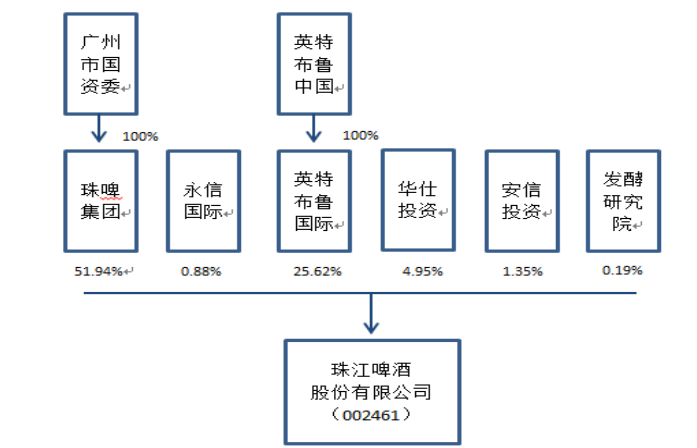 广州
市国
资委
英特
布鲁
中国
100%
100%
珠啤
集团
永信
国际
英特
布鲁
国际
华仕
投资
安信
投资
发酵
研究
院
51.94%
0.88%
25.62%
4.95%
1.35%
0.19%
珠江啤酒
股份有限公司
（002461）